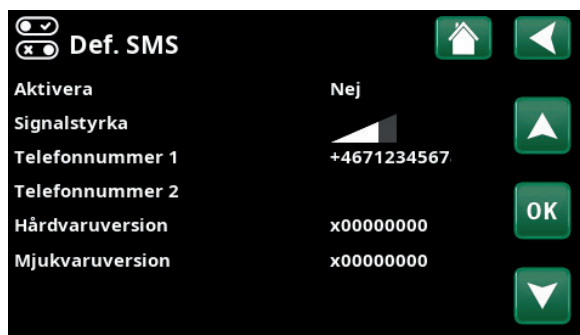 Def. SMS
Aktivera Nej
Signalstyrka
Telefonnummer 1 +4671234567
Telefonnummer 2
OK
Hårdvaruversion x00000000
Mjukvaruversion x00000000